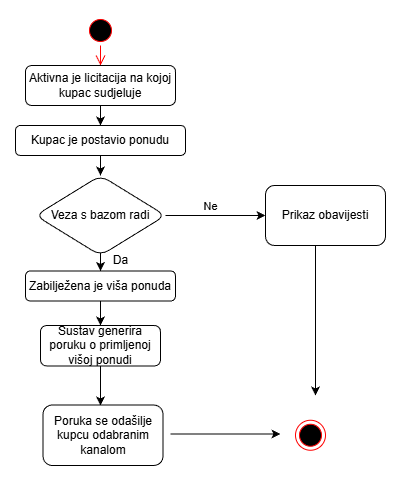 Aktivna je licitacija na kojoj
kupac sudjeluje
Kupac je postavio ponudu
Veza s bazom radi
Ne
Prikaz obavijesti
Da
Zabilježena je viša ponuda
Sustav generira
poruku o primljenoj
višoj ponudi
Poruka se odašilje
kupcu odabranim
kanalom